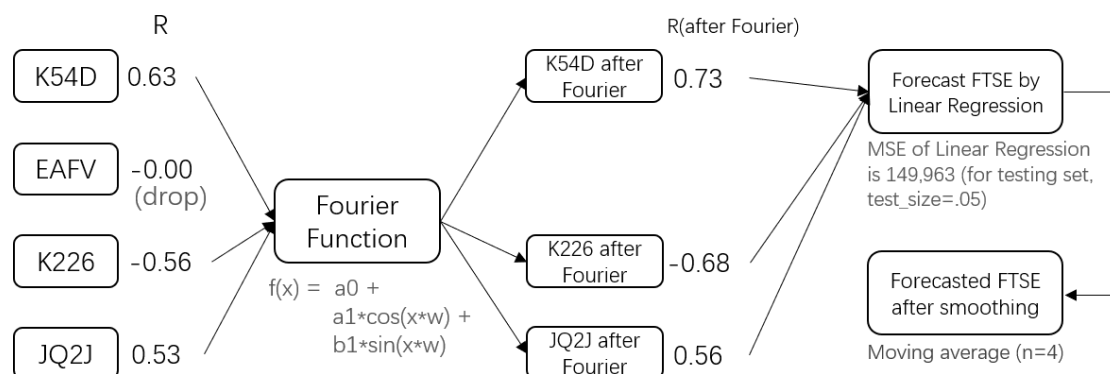 R
K54D 0.63
EAFV -0.00
(drop)
K226 -0.56
JQ2J 0.53
Fourier
Function
f(x) = a0 +
a1*cos(x*w) +
b1*sin(x*w)
R(after Fourier)
K54D after
Fourier
0.73
K226 after
Fourier
-0.68
JQ2J after
Fourier
0.56
Forecast FTSE by
Linear Regression
MSE of Linear Regression
is 149,963 (for testing set,
test_size=.05)
Forecasted FTSE
after smoothing
Moving average (n=4)